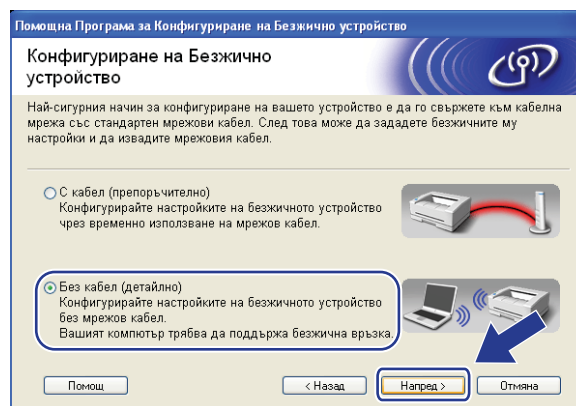 Помощна Програма за Конфигуриране на Безжично устройство
Конфигуриране на Безжично
устройство
Най-сигурния начин за конфигуриране на вашето устройство е да го свържете към кабелна
мрежа със стандартен мрежови кабел. След това може да зададете безжичните му
настройки и да извадите мрежовия кабел.
С кабел (препоръчително)
Конфигурирайте настройките на безжичното устройство
чрез временно използване на мрежов кабел.
Без кабел (детайлно)
Конфигурирайте настройките на безжичното устройство
без мрежов кабел.
Вашият компютър трябва да поддържа безжична връзка.
Помощ
< Назад
Напред >
Отмяна